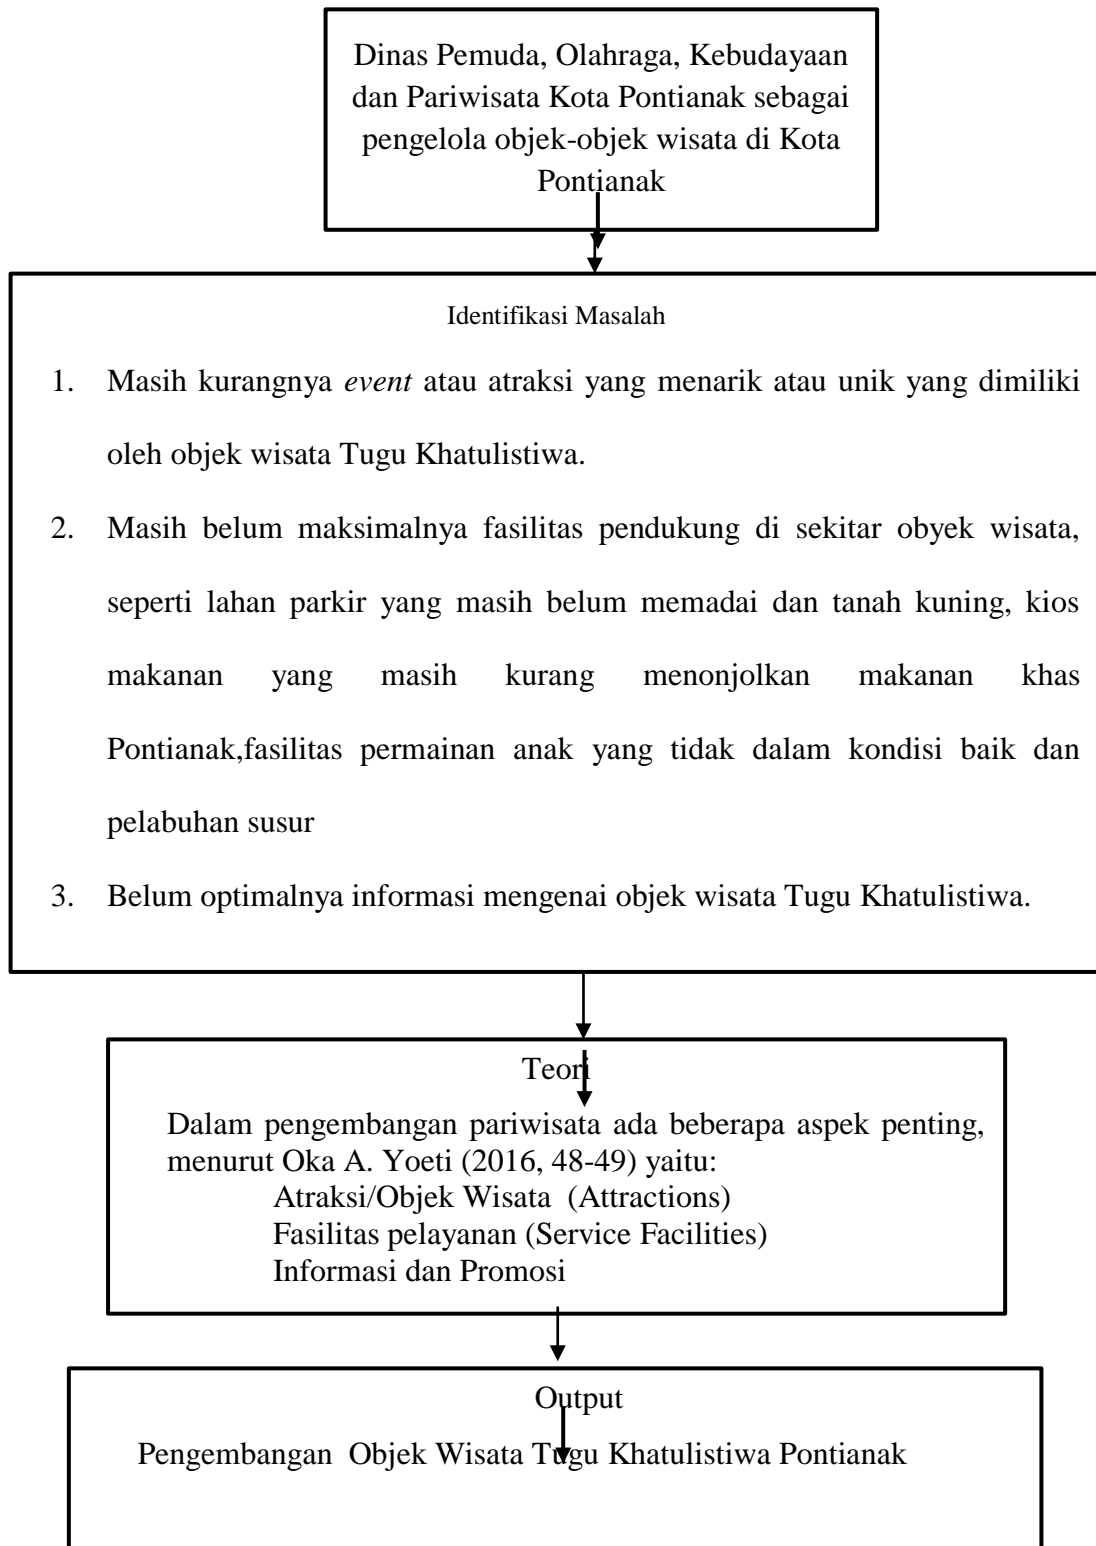 Dinas Pemuda, Olahraga, Kebudayaan
dan Pariwisata Kota Pontianak sebagai
pengelola objek-objek wisata di Kota
Pontianak
Identifikasi Masalah
1. Masih kurangnya event atau atraksi yang menarik atau unik yang dimiliki
oleh objek wisata Tugu Khatulistiwa.
2. Masih belum maksimalnya fasilitas pendukung di sekitar obyek wisata,
seperti lahan parkir yang masih belum memadai dan tanah kuning, kios
makanan yang masih kurang menonjolkan makanan khas
Pontianak,fasilitas permainan anak yang tidak dalam kondisi baik dan
pelabuhan susur
3. Belum optimalnya informasi mengenai objek wisata Tugu Khatulistiwa.
Teori
Dalam pengembangan pariwisata ada beberapa aspek penting,
menurut Oka A. Yoeti (2016, 48-49) yaitu:
Atraksi/Objek Wisata (Attractions)
Fasilitas pelayanan (Service Facilities)
Informasi dan Promosi
Output
Pengembangan Objek Wisata Tugu Khatulistiwa Pontianak